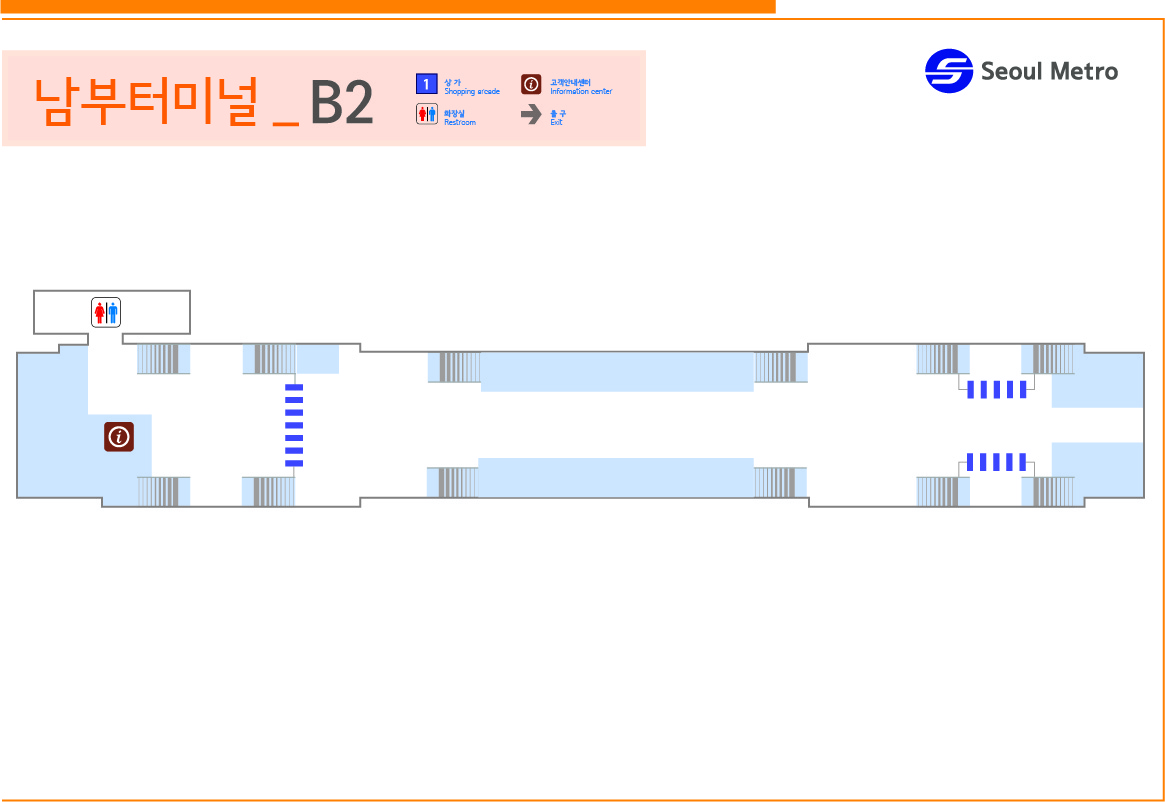 남부터미널 _ B2
1 상 가
Shopping arcade
고객안내센터
Information center
화장실
Restroom
출 구
Exit
Seoul Metro